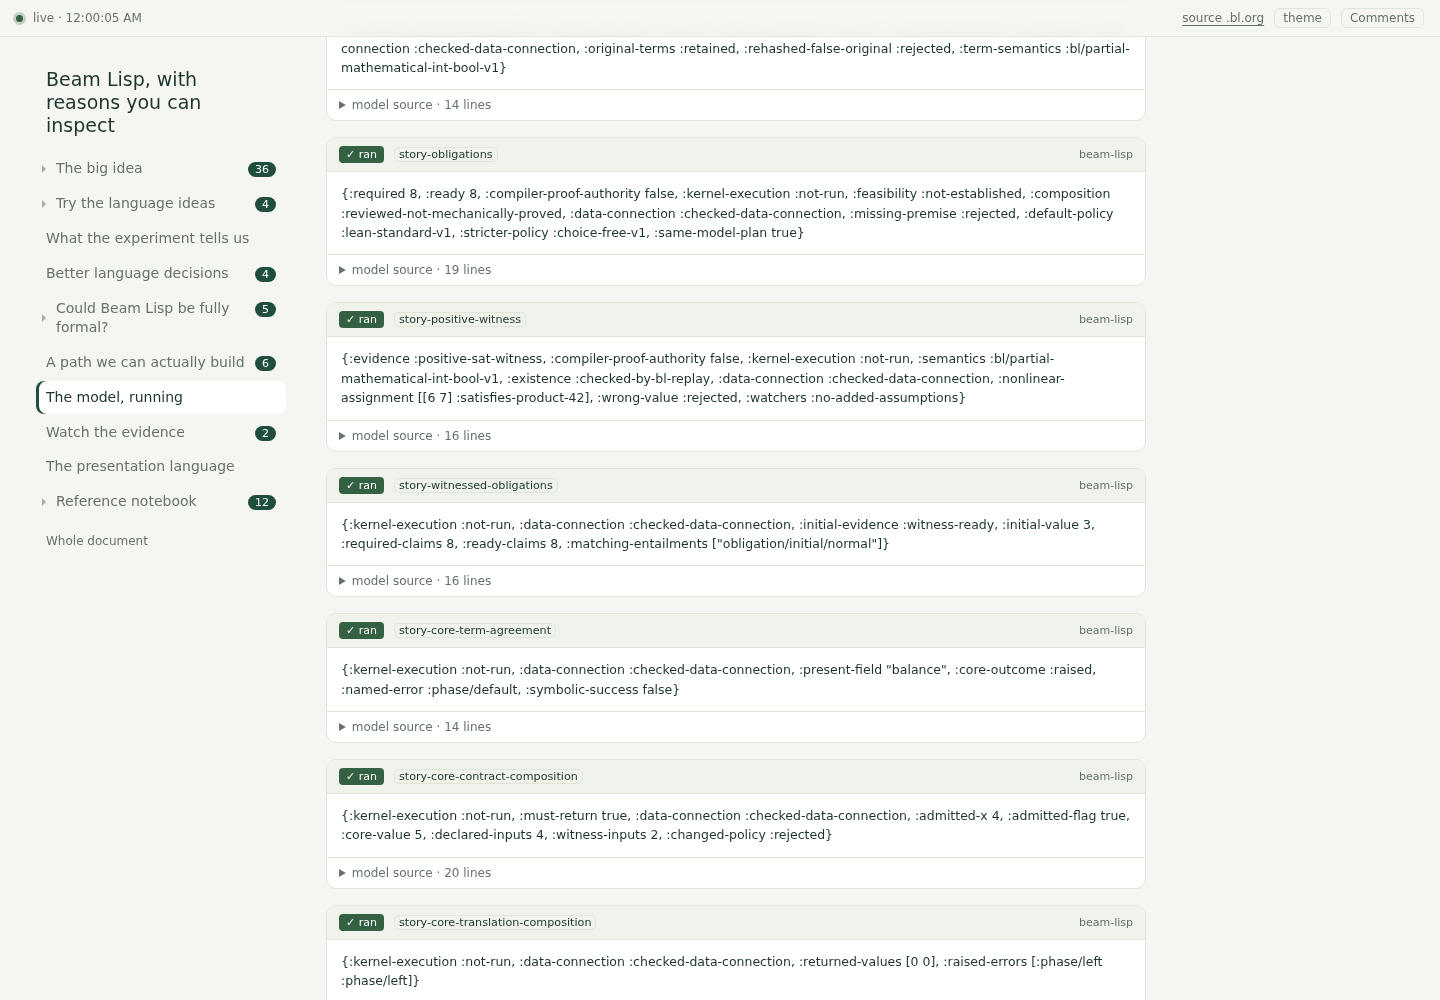 live · 12:00:05 AM
source .bl.org
theme
Comments
Beam Lisp, with
reasons you can
inspect
The big idea 36
Try the language ideas 4
What the experiment tells us
Better language decisions 4
Could Beam Lisp be fully
formal? 5
A path we can actually build 6
The model, running
Watch the evidence 2
The presentation language
Reference notebook 12
Whole document
connection :checked-data-connection, :original-terms :retained, :rehashed-false-original :rejected, :term-semantics :bl/partial-
mathematical-int-bool-v1}
model source · 14 lines
✓ ran story-obligations beam-lisp
{:required 8, :ready 8, :compiler-proof-authority false, :kernel-execution :not-run, :feasibility :not-established, :composition
:reviewed-not-mechanically-proved, :data-connection :checked-data-connection, :missing-premise :rejected, :default-policy
:lean-standard-v1, :stricter-policy :choice-free-v1, :same-model-plan true}
model source · 19 lines
✓ ran story-positive-witness beam-lisp
{:evidence :positive-sat-witness, :compiler-proof-authority false, :kernel-execution :not-run, :semantics :bl/partial-
mathematical-int-bool-v1, :existence :checked-by-bl-replay, :data-connection :checked-data-connection, :nonlinear-
assignment [[6 7] :satisfies-product-42], :wrong-value :rejected, :watchers :no-added-assumptions}
model source · 16 lines
✓ ran story-witnessed-obligations beam-lisp
{:kernel-execution :not-run, :data-connection :checked-data-connection, :initial-evidence :witness-ready, :initial-value 3,
:required-claims 8, :ready-claims 8, :matching-entailments ["obligation/initial/normal"]}
model source · 16 lines
✓ ran story-core-term-agreement beam-lisp
{:kernel-execution :not-run, :data-connection :checked-data-connection, :present-field "balance", :core-outcome :raised,
:named-error :phase/default, :symbolic-success false}
model source · 14 lines
✓ ran story-core-contract-composition beam-lisp
{:kernel-execution :not-run, :must-return true, :data-connection :checked-data-connection, :admitted-x 4, :admitted-flag true,
:core-value 5, :declared-inputs 4, :witness-inputs 2, :changed-policy :rejected}
model source · 20 lines
✓ ran story-core-translation-composition beam-lisp
{:kernel-execution :not-run, :data-connection :checked-data-connection, :returned-values [0 0], :raised-errors [:phase/left
:phase/left]}